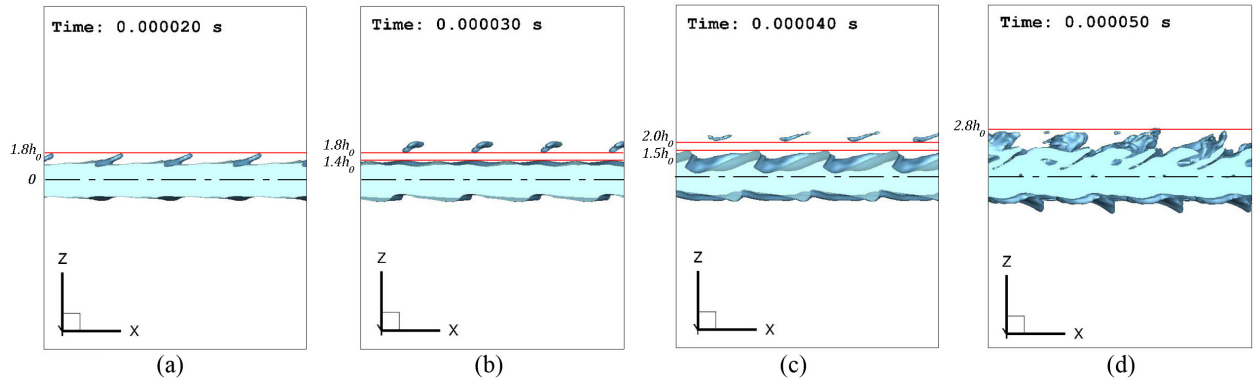 Time: 0.000020 s
1.8h₀
0
Z
Y
X
(a)
Time: 0.000030 s
1.8h₀
1.4h₀
Z
Y
X
(b)
Time: 0.000040 s
2.0h₀
1.5h₀
Z
Y
X
(c)
Time: 0.000050 s
2.8h₀
Z
Y
X
(d)